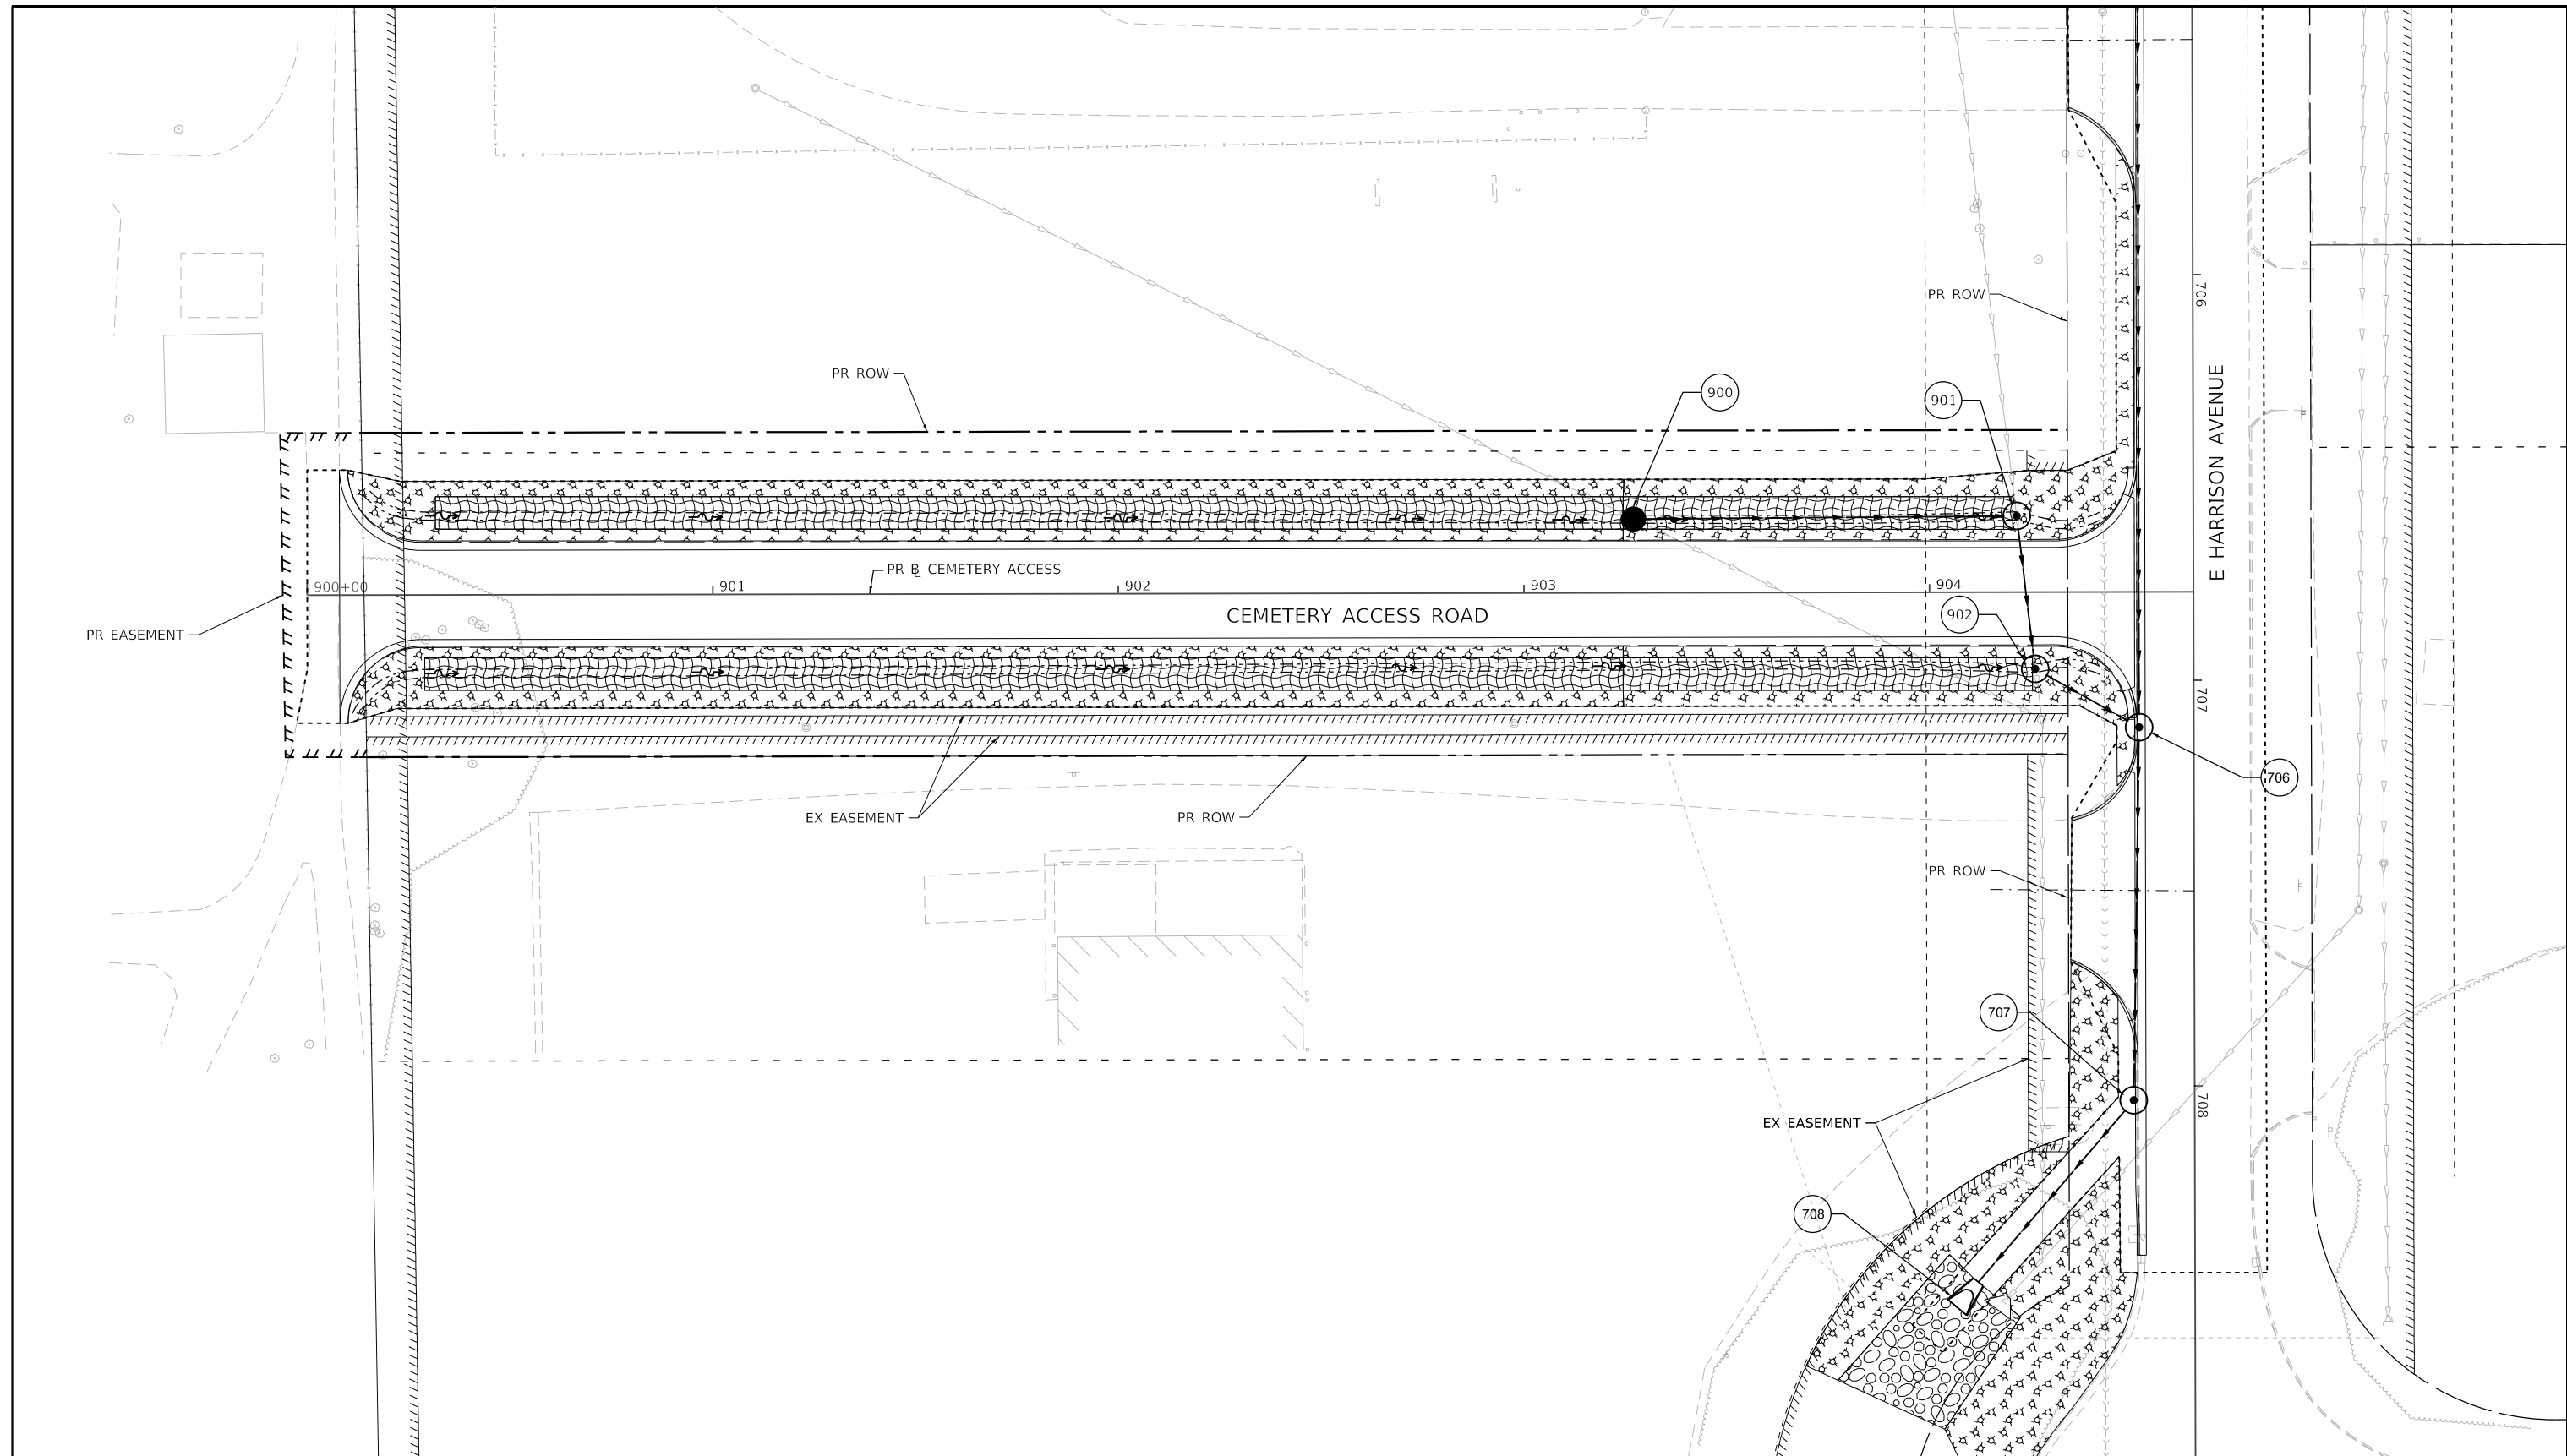 706
PR ROW
E HARRISON AVENUE
PR ROW
900
901
PR ℄ CEMETERY ACCESS
900+00
901
902
903
904
CEMETERY ACCESS ROAD
902
PR EASEMENT
707
706
EX EASEMENT
PR ROW
PR ROW
707
708
EX EASEMENT
708